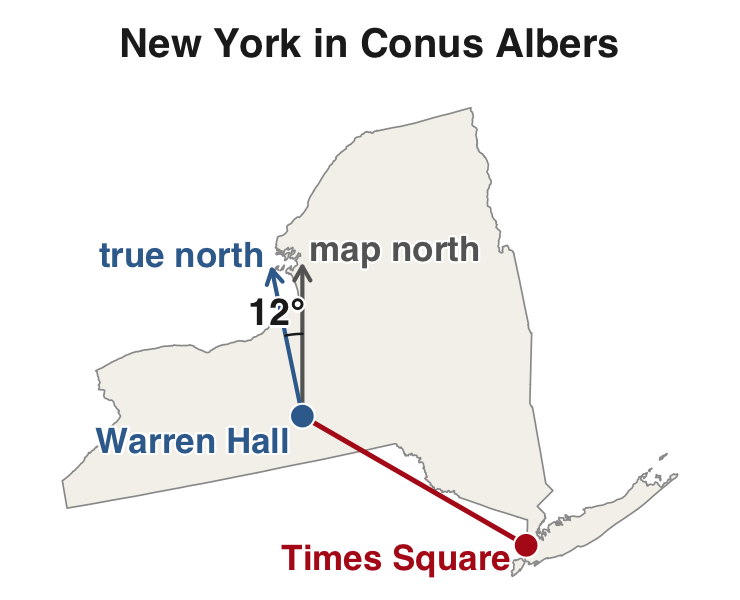 New York in Conus Albers
true north
map north
12°
Warren Hall
Times Square